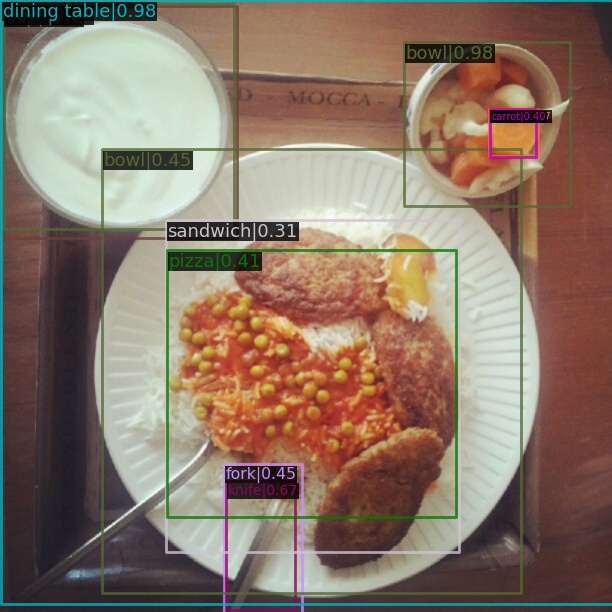 dining table|0.98
bowl|0.98
carrot|0.407
MOCCA -
bowl|0.45
sandwich|0.31
pizza|0.41
fork|0.45
knife|0.67